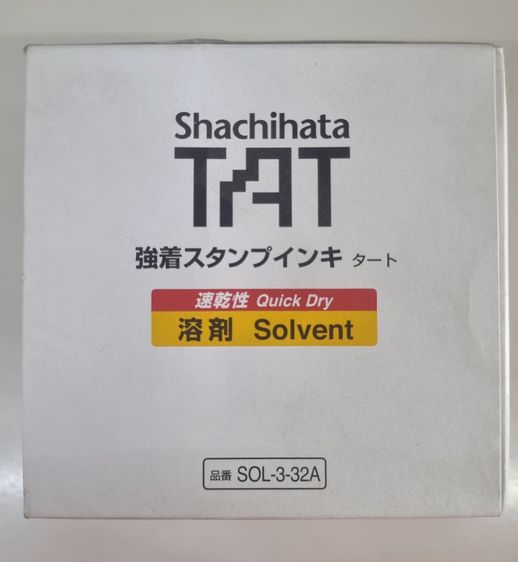 Shachihata
TAT
強着スタンプインキ タート
速乾性 Quick Dry
溶剤 Solvent
品番 SOL-3-32A